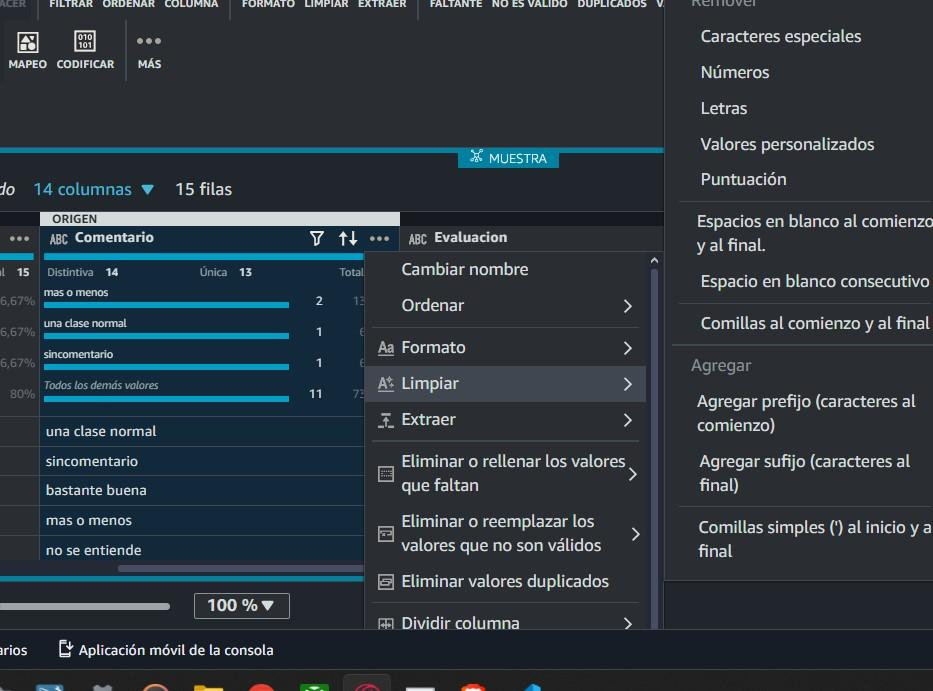 FILTRAR ORDENAR COLUMNA FORMATO LIMPIAR EXTRAER FALTANTE NO ES VÁLIDO DUPLICADOS
Remover
MAPEO CODIFICAR MÁS
Caracteres especiales
Números
Letras
Valores personalizados
Puntuación
Espacios en blanco al comienzo
y al final.
Espacio en blanco consecutivo
Comillas al comienzo y al final
Agregar
Agregar prefijo (caracteres al
comienzo)
Agregar sufijo (caracteres al
final)
Comillas simples (') al inicio y a
final
MUESTRA
14 columnas 15 filas
ORIGEN
ABC Comentario
ABC Evaluacion
15
Distintiva 14 Única 13 Total
mas o menos 2
6,67%
una clase normal 1
6,67%
sincomentario 1
6,67%
Todos los demás valores 11
80%
una clase normal
sincomentario
bastante buena
mas o menos
no se entiende
Cambiar nombre
Ordenar
Aa Formato
Limpiar
Extraer
Eliminar o rellenar los valores
que faltan
Eliminar o reemplazar los
valores que no son válidos
Eliminar valores duplicados
Dividir columna
100 %
Aplicación móvil de la consola